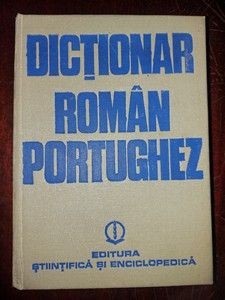 DICȚIONAR
ROMÂN
PORTUGHEZ
EDITURA
ȘTIINȚIFICĂ ȘI ENCICLOPEDICĂ